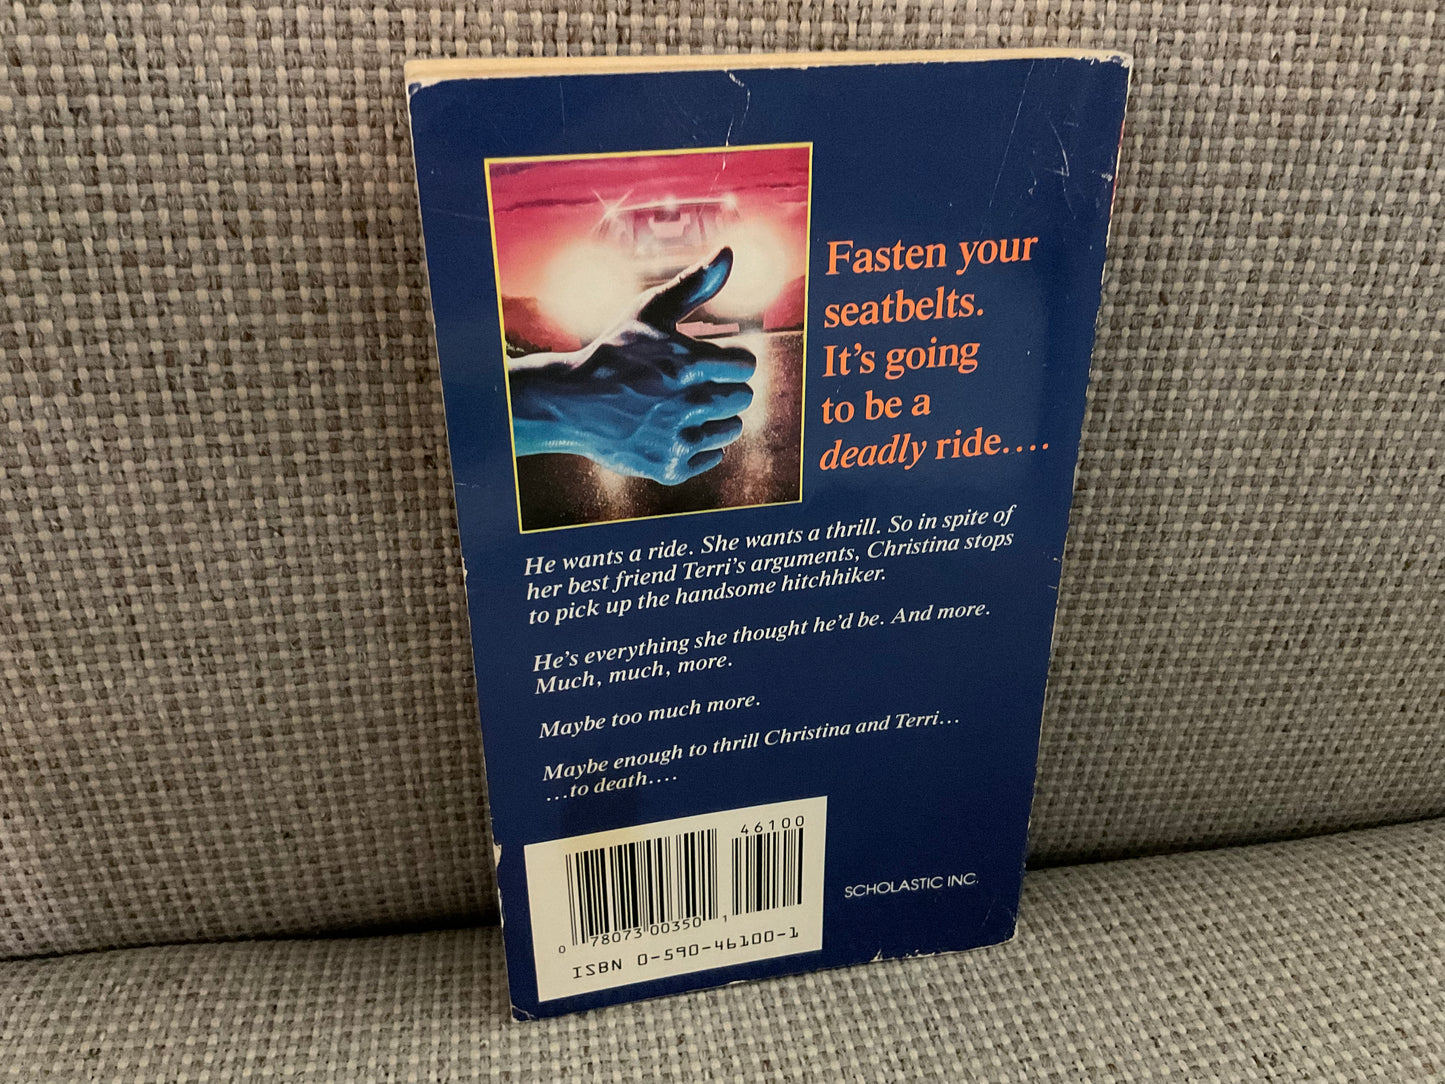 Fasten your
seatbelts.
It's going
to be a
deadly ride....
He wants a ride. She wants a thrill. So in spite of
her best friend Terri's arguments, Christina stops
to pick up the handsome hitchhiker.
He's everything she thought he'd be. And more.
Much, much, more.
Maybe too much more.
Maybe enough to thrill Christina and Terri...
...to death....
46100
0 78073 00350 1
ISBN 0-590-46100-1
SCHOLASTIC INC.